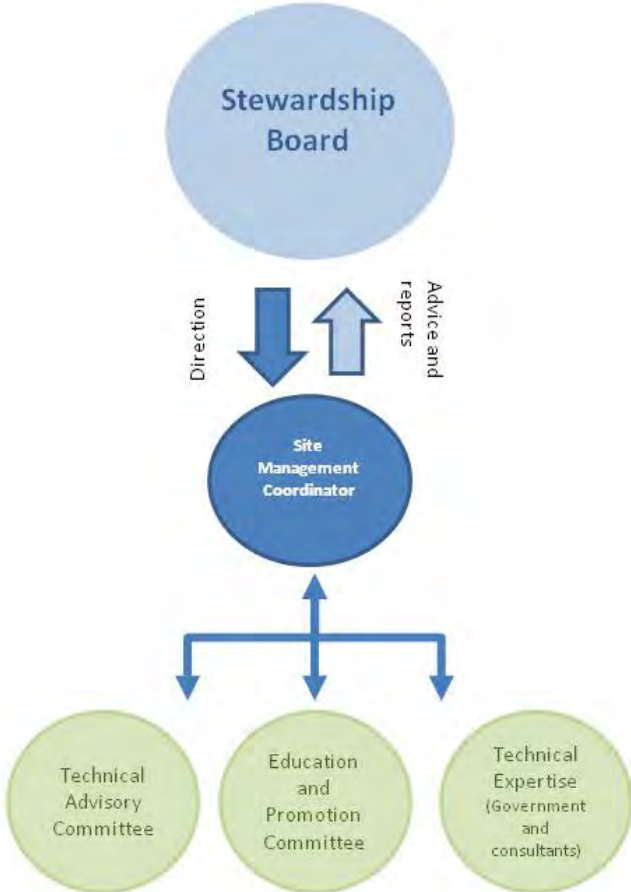 Stewardship
Board
Direction
Advice and
reports
Site
Management
Coordinator
Technical
Advisory
Committee
Education
and
Promotion
Committee
Technical
Expertise
(Government
and
consultants)